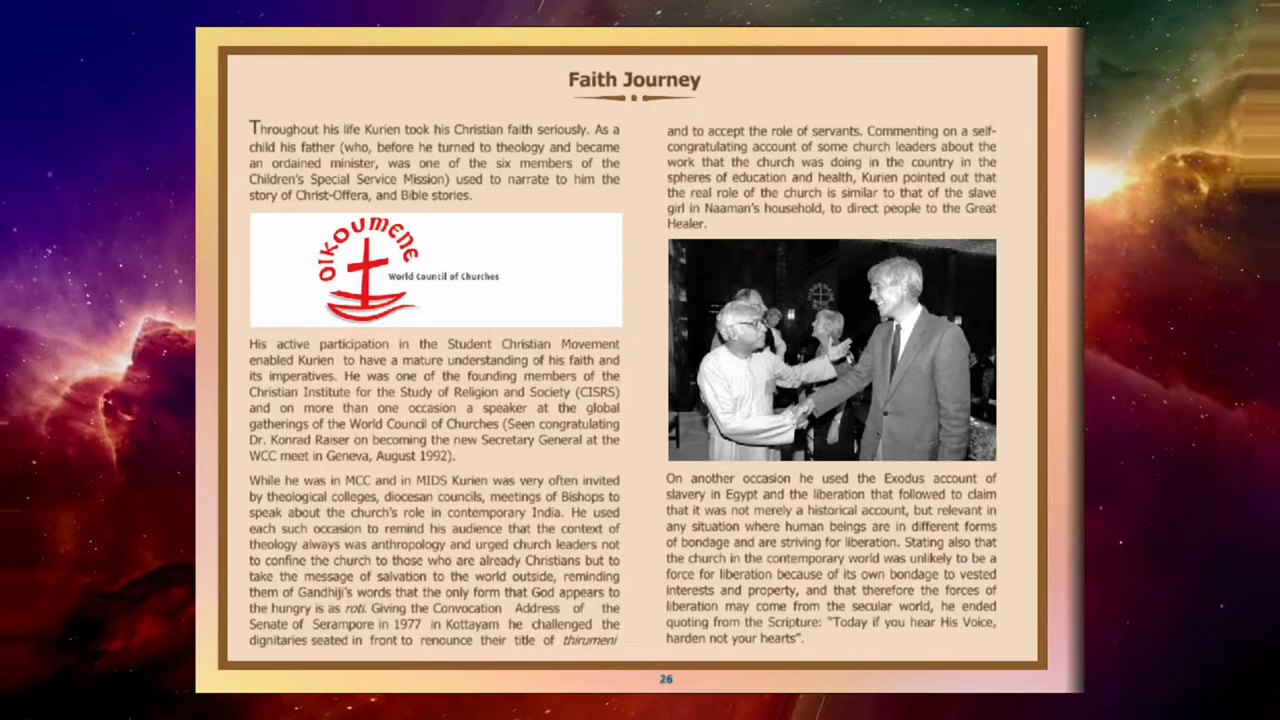 Faith Journey
Throughout his life Kurien took his Christian faith seriously. As a
child his father (who, before he turned to theology and became
an ordained minister, was one of the six members of the
Children's Special Service Mission) used to narrate to him the
story of Christ-Offera, and Bible stories.
OIKOUMENE
World Council of Churches
His active participation in the Student Christian Movement
enabled Kurien to have a mature understanding of his faith and
its imperatives. He was one of the founding members of the
Christian Institute for the Study of Religion and Society (CISRS)
and on more than one occasion a speaker at the global
gatherings of the World Council of Churches (Seen congratulating
Dr. Konrad Raiser on becoming the new Secretary General at the
WCC meet in Geneva, August 1992).
While he was in MCC and in MIDS Kurien was very often invited
by theological colleges, diocesan councils, meetings of Bishops to
speak about the church's role in contemporary India. He used
each such occasion to remind his audience that the context of
theology always was anthropology and urged church leaders not
to confine the church to those who are already Christians but to
take the message of salvation to the world outside, reminding
them of Gandhiji's words that the only form that God appears to
the hungry is as roti. Giving the Convocation Address of the
Senate of Serampore in 1977 in Kottayam he challenged the
dignitaries seated in front to renounce their title of thirumeni
and to accept the role of servants. Commenting on a self-
congratulating account of some church leaders about the
work that the church was doing in the country in the
spheres of education and health, Kurien pointed out that
the real role of the church is similar to that of the slave
girl in Naaman's household, to direct people to the Great
Healer.
On another occasion he used the Exodus account of
slavery in Egypt and the liberation that followed to claim
that it was not merely a historical account, but relevant in
any situation where human beings are in different forms
of bondage and are striving for liberation. Stating also that
the church in the contemporary world was unlikely to be a
force for liberation because of its own bondage to vested
interests and property, and that therefore the forces of
liberation may come from the secular world, he ended
quoting from the Scripture: "Today if you hear His Voice,
harden not your hearts".
26